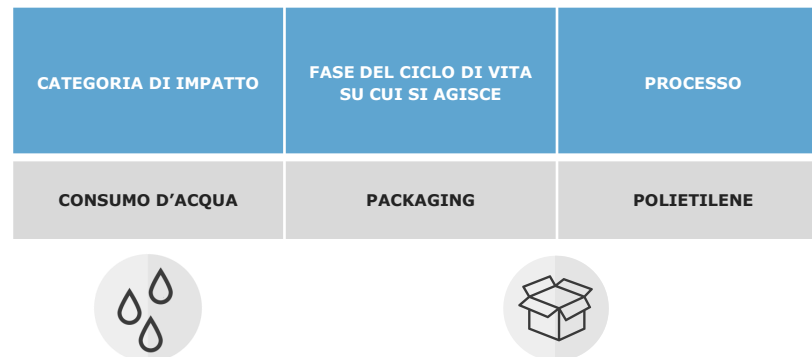 CATEGORIA DI IMPATTO
FASE DEL CICLO DI VITA
SU CUI SI AGISCE
PROCESSO
CONSUMO D'ACQUA
PACKAGING
POLIETILENE